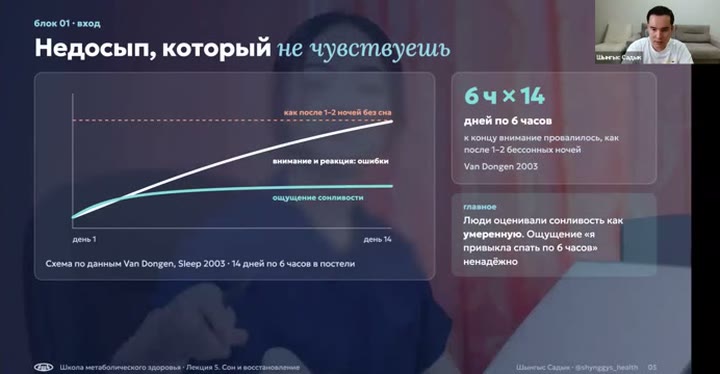 блок 01 · вход
Недосып, который не чувствуешь
Шынгыс Садык
как после 1–2 ночей без сна
внимание и реакция: ошибки
ощущение сонливости
день 1
день 14
Схема по данным Van Dongen, Sleep 2003 · 14 дней по 6 часов в постели
6 ч × 14
дней по 6 часов
к концу внимание провалилось, как
после 1–2 бессонных ночей
Van Dongen 2003
главное
Люди оценивали сонливость как
умеренную. Ощущение «я
привыкла спать по 6 часов»
ненадёжно
Школа метаболического здоровья · Лекция 5. Сон и восстановление
Шынгыс Садык · @shynggys_health